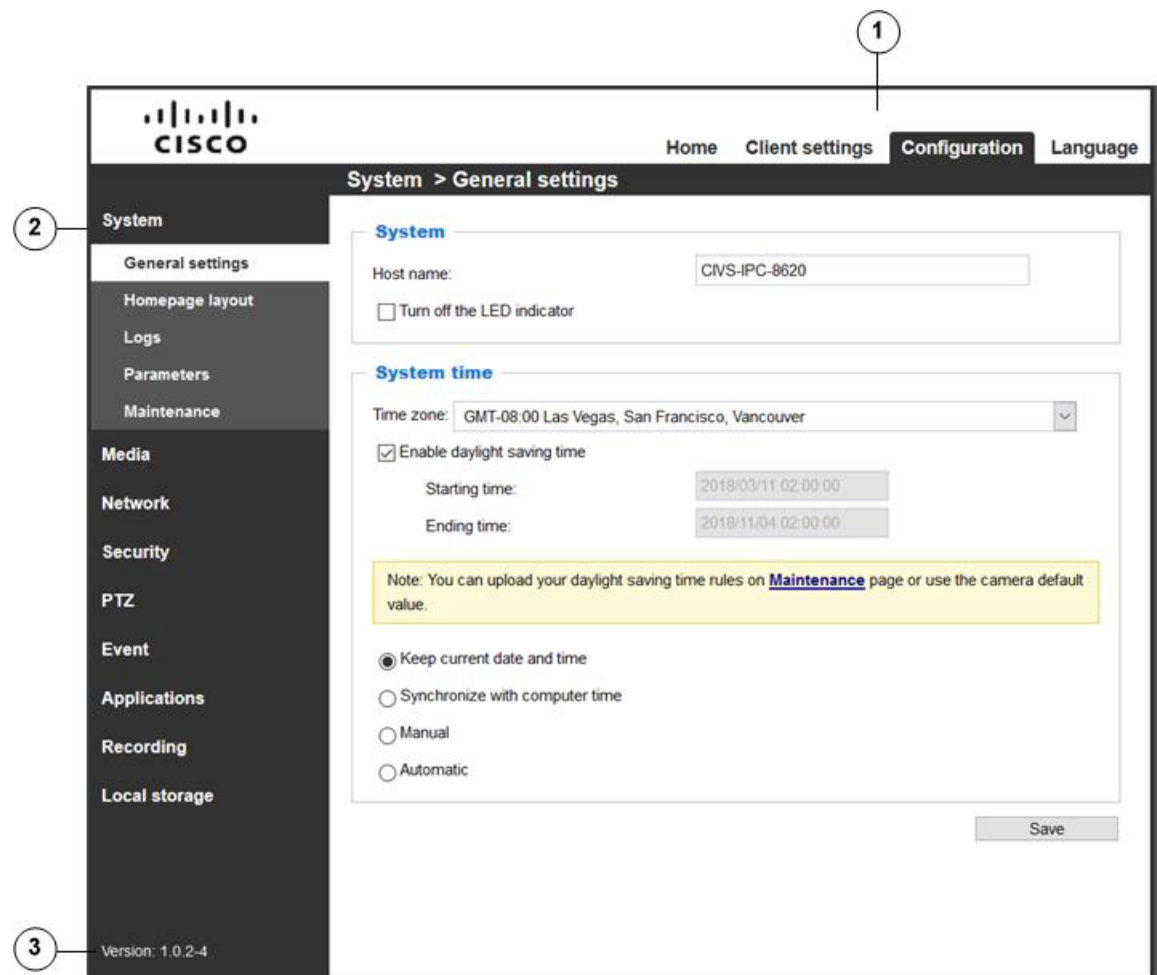 1
CISCO
Home Client settings Configuration Language
System > General settings
2
System
General settings
Homepage layout
Logs
Parameters
Maintenance
Media
Network
Security
PTZ
Event
Applications
Recording
Local storage
3
Version: 1.0.2-4
System
Host name: CIVS-IPC-8620
Turn off the LED indicator
System time
Time zone: GMT-08:00 Las Vegas, San Francisco, Vancouver
Enable daylight saving time
Starting time: 2018/03/11 02:00:00
Ending time: 2018/11/04 02:00:00
Note: You can upload your daylight saving time rules on Maintenance page or use the camera default
value.
Keep current date and time
Synchronize with computer time
Manual
Automatic
Save